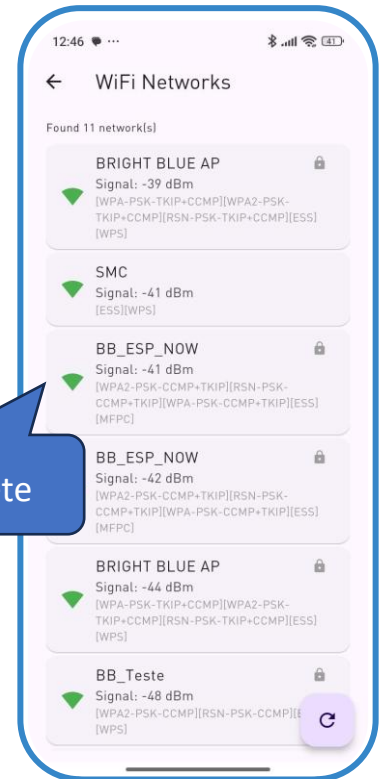 12:46 ...
41
← WiFi Networks
Found 11 network(s)
BRIGHT BLUE AP
Signal: -39 dBm
[WPA-PSK-TKIP+CCMP][WPA2-PSK-
TKIP+CCMP][RSN-PSK-TKIP+CCMP][ESS]
[WPS]
SMC
Signal: -41 dBm
[ESS][WPS]
BB_ESP_NOW
Signal: -41 dBm
[WPA2-PSK-CCMP+TKIP][RSN-PSK-
CCMP+TKIP][WPA-PSK-CCMP+TKIP][ESS]
[MFPC]
te
BB_ESP_NOW
Signal: -42 dBm
[WPA2-PSK-CCMP+TKIP][RSN-PSK-
CCMP+TKIP][WPA-PSK-CCMP+TKIP][ESS]
[MFPC]
BRIGHT BLUE AP
Signal: -44 dBm
[WPA-PSK-TKIP+CCMP][WPA2-PSK-
TKIP+CCMP][RSN-PSK-TKIP+CCMP][ESS]
[WPS]
BB_Teste
Signal: -48 dBm
[WPA2-PSK-CCMP][RSN-PSK-CCMP][
[WPS]